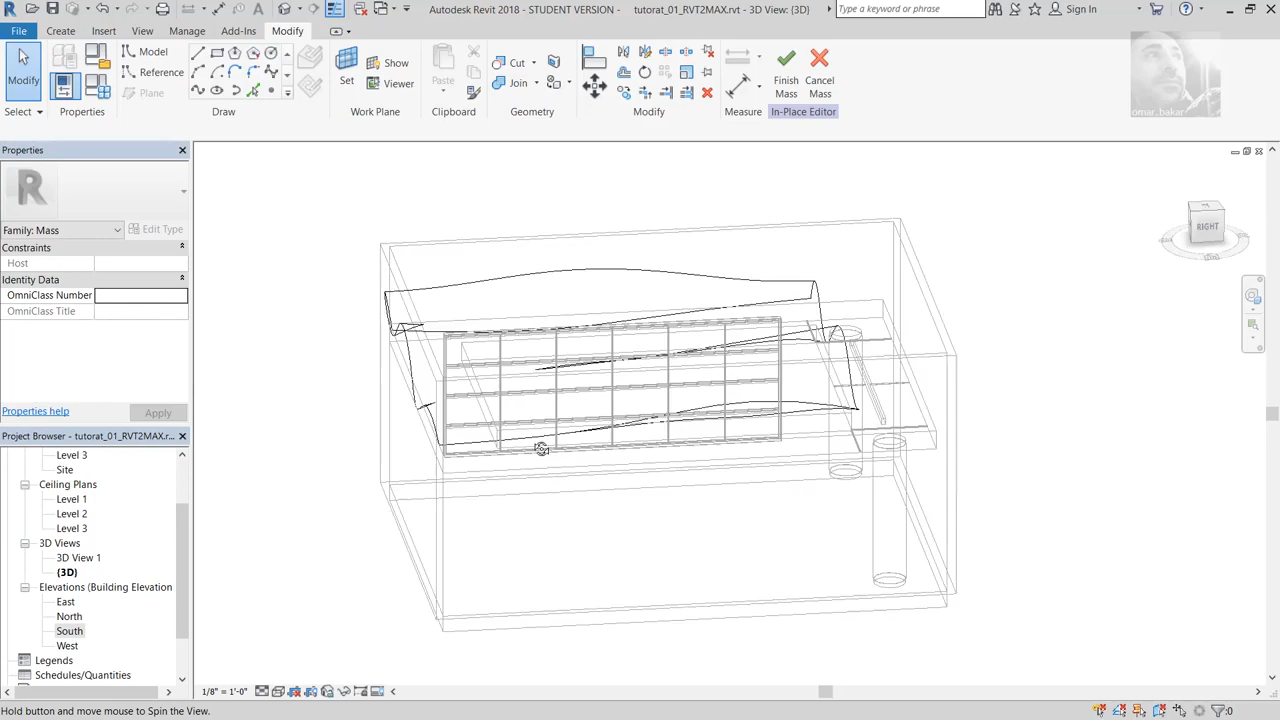 Autodesk Revit 2018 - STUDENT VERSION - tutorat_01_RVT2MAX.rvt - 3D View: {3D}
Type a keyword or phrase
Sign In
File Create Insert View Manage Add-Ins Modify
Modify
Model
Reference
Plane
Set
Show
Viewer
Paste
Cut
Join
Finish Mass
Cancel Mass
Select Properties Draw Work Plane Clipboard Geometry Modify Measure In-Place Editor
omar_bakar
Properties
Family: Mass
Edit Type
Constraints
Host
Identity Data
OmniClass Number
OmniClass Title
Properties help
Apply
RIGHT
Project Browser - tutorat_01_RVT2MAX.r...
Level 3
Site
Ceiling Plans
Level 1
Level 2
Level 3
3D Views
3D View 1
{3D}
Elevations (Building Elevation
East
North
South
West
Legends
Schedules/Quantities
1/8" = 1'-0"
Hold button and move mouse to Spin the View.
:0